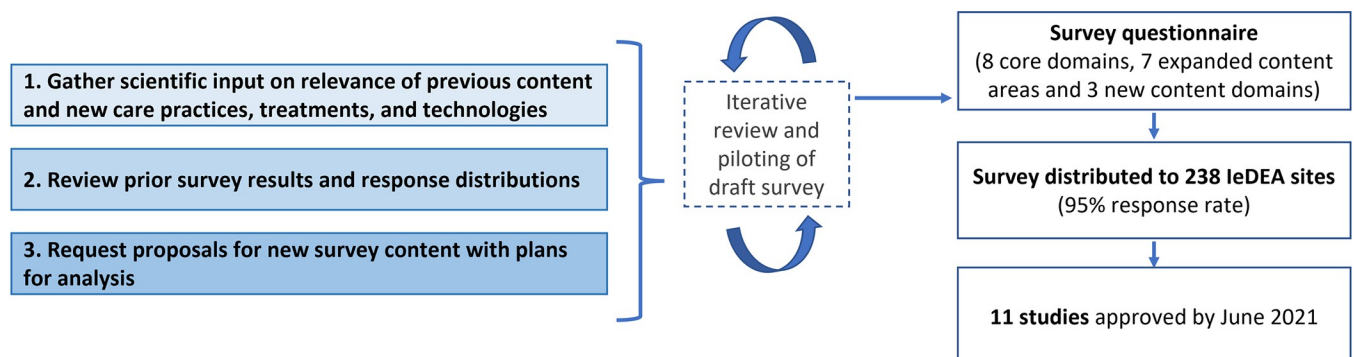 1. Gather scientific input on relevance of previous content
and new care practices, treatments, and technologies
2. Review prior survey results and response distributions
3. Request proposals for new survey content with plans
for analysis
Iterative
review and
piloting of
draft survey
Survey questionnaire
(8 core domains, 7 expanded content
areas and 3 new content domains)
Survey distributed to 238 IeDEA sites
(95% response rate)
11 studies approved by June 2021